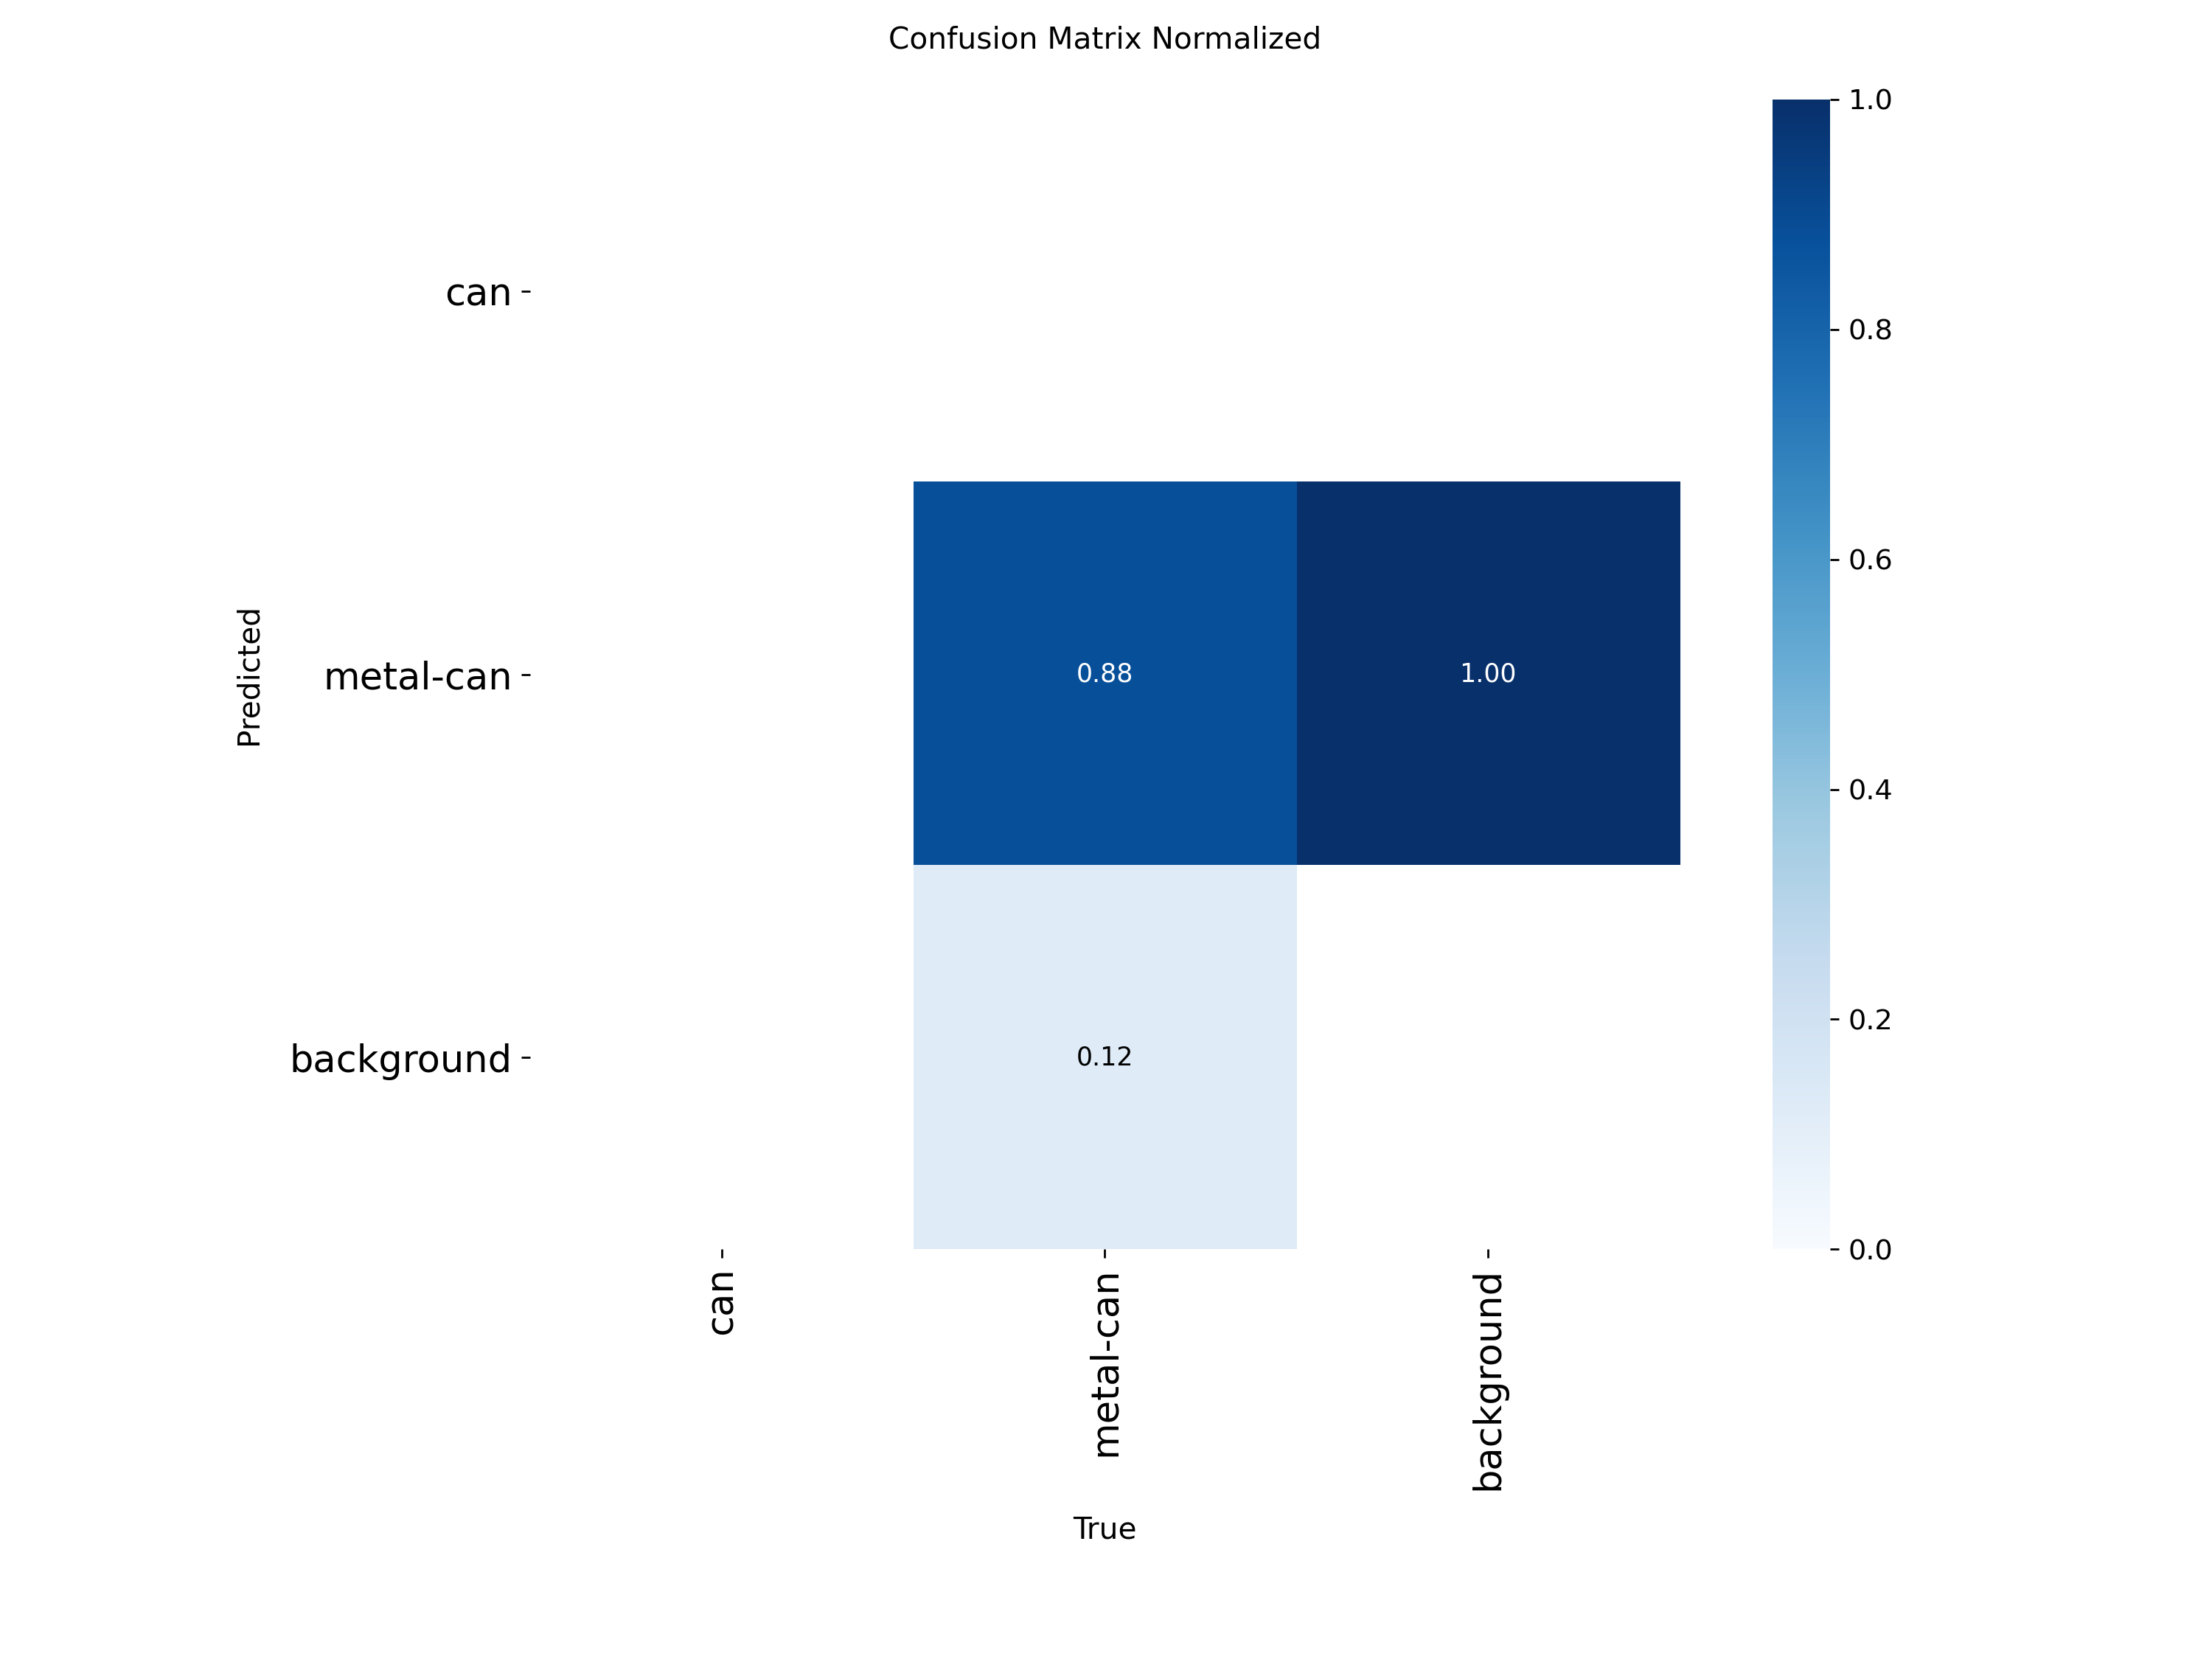 Confusion Matrix Normalized
1.0
can
0.8
0.6
Predicted
metal-can
0.88
1.00
0.4
0.2
background
0.12
0.0
can
metal-can
background
True